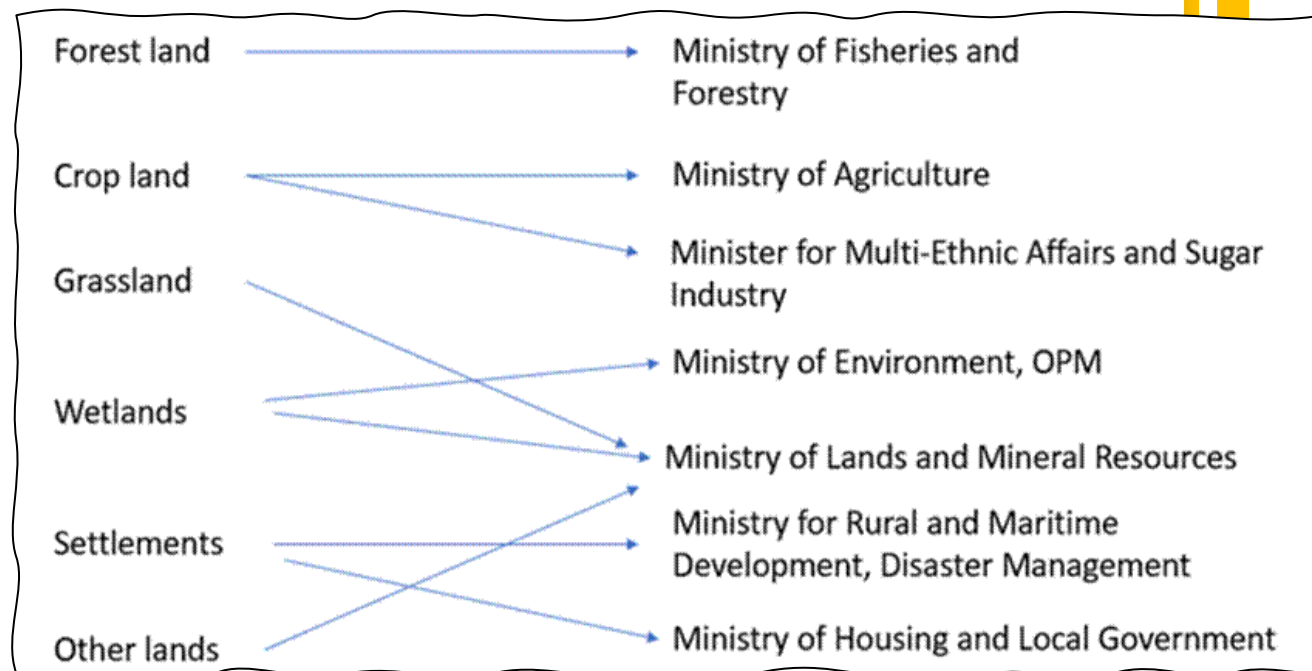 Forest land
Ministry of Fisheries and
Forestry
Crop land
Ministry of Agriculture
Minister for Multi-Ethnic Affairs and Sugar
Industry
Grassland
Ministry of Environment, OPM
Wetlands
Ministry of Lands and Mineral Resources
Ministry for Rural and Maritime
Development, Disaster Management
Settlements
Ministry of Housing and Local Government
Other lands